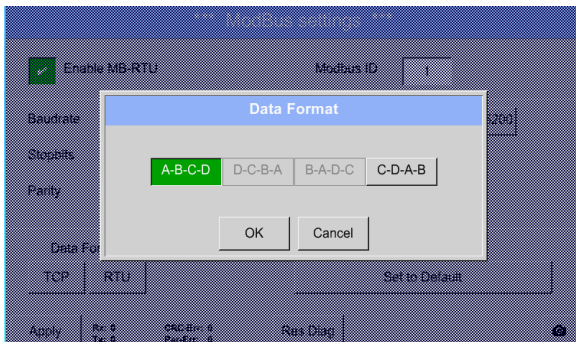 *** ModBus settings ***
Enable MB-RTU Modbus ID 1
Data Format
Baudrate
Stopbits
A-B-C-D D-C-B-A B-A-D-C C-D-A-B
Parity
OK Cancel
TCP RTU Set to Default
Apply Rx: 0 CRC-Err: 0 Res Diag
Tx: 0 Par-Err: 0